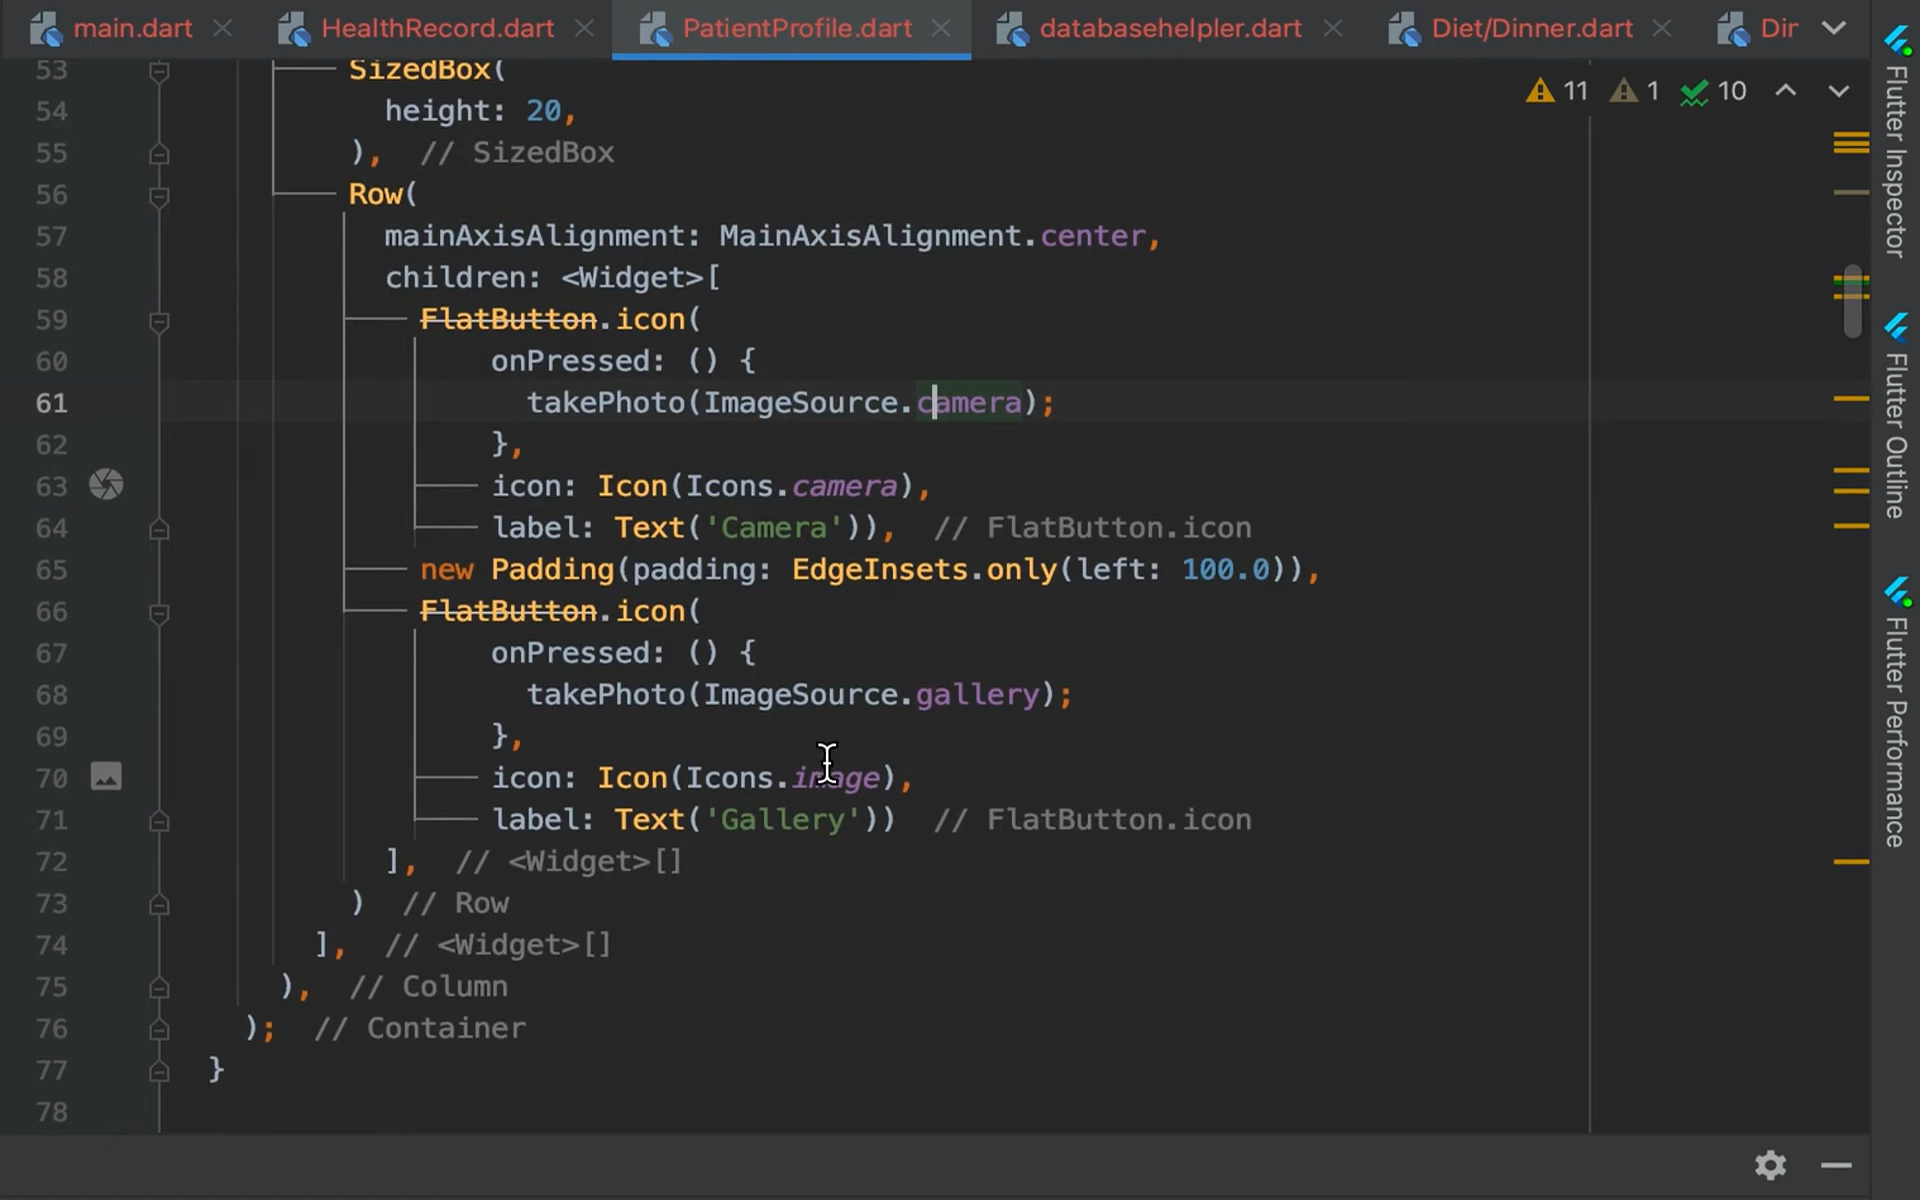 main.dart HealthRecord.dart PatientProfile.dart databasehelpler.dart Diet/Dinner.dart Dir
11 1 10
53 SizedBox(
54 height: 20,
55 ), // SizedBox
56 Row(
57 mainAxisAlignment: MainAxisAlignment.center,
58 children: <Widget>[
59 FlatButton.icon(
60 onPressed: () {
61 takePhoto(ImageSource.camera);
62 },
63 icon: Icon(Icons.camera),
64 label: Text('Camera')), // FlatButton.icon
65 new Padding(padding: EdgeInsets.only(left: 100.0)),
66 FlatButton.icon(
67 onPressed: () {
68 takePhoto(ImageSource.gallery);
69 },
70 icon: Icon(Icons.image),
71 label: Text('Gallery')) // FlatButton.icon
72 ], // <Widget>[]
73 ) // Row
74 ], // <Widget>[]
75 ), // Column
76 ); // Container
77 }
78
Flutter Inspector
Flutter Outline
Flutter Performance